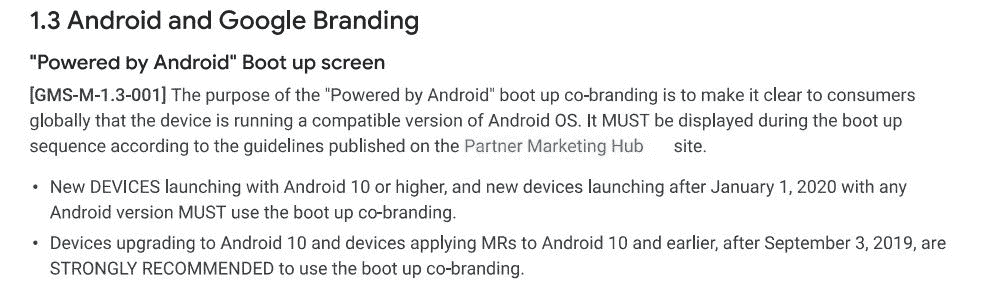 1.3 Android and Google Branding
"Powered by Android" Boot up screen
[GMS-M-1.3-001] The purpose of the "Powered by Android" boot up co-branding is to make it clear to consumers
globally that the device is running a compatible version of Android OS. It MUST be displayed during the boot up
sequence according to the guidelines published on the Partner Marketing Hub site.
• New DEVICES launching with Android 10 or higher, and new devices launching after January 1, 2020 with any
Android version MUST use the boot up co-branding.
• Devices upgrading to Android 10 and devices applying MRs to Android 10 and earlier, after September 3, 2019, are
STRONGLY RECOMMENDED to use the boot up co-branding.